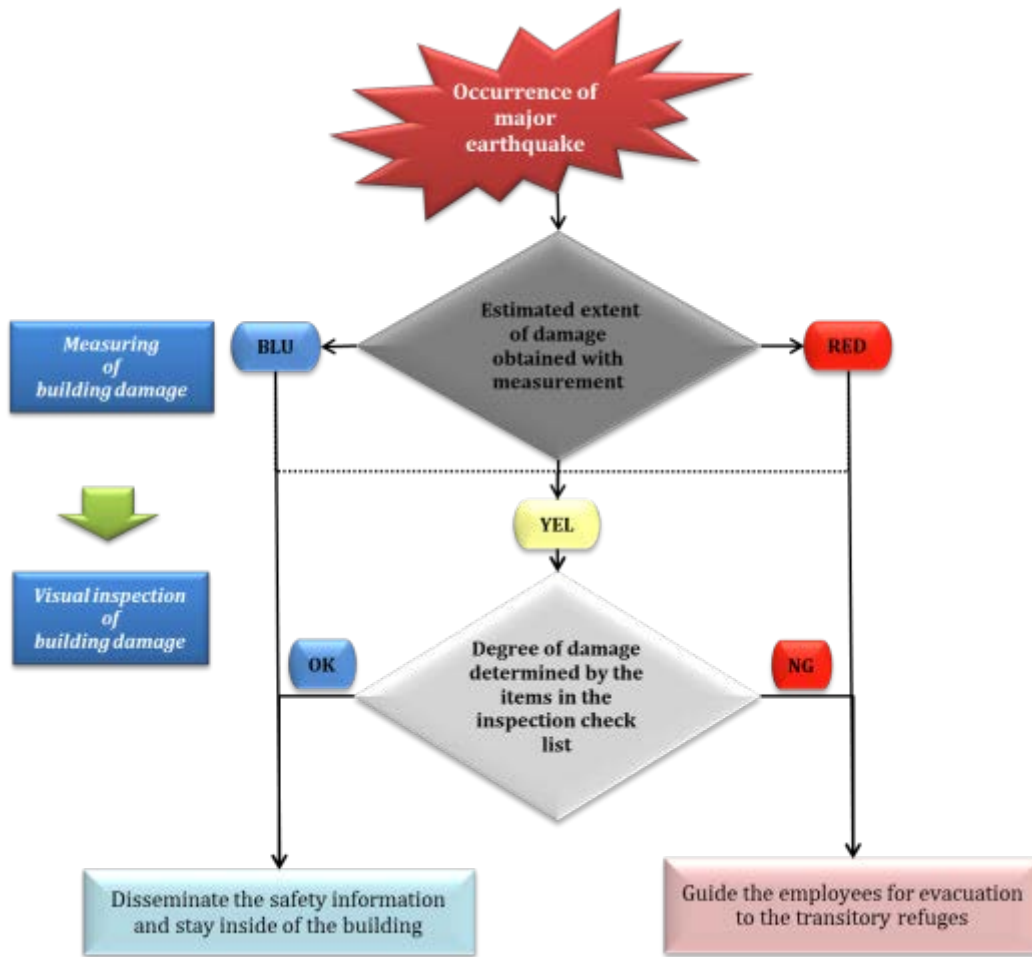 Occurrence of
major
earthquake
Estimated extent
of damage
obtained with
measurement
Measuring
of
building damage
BLU
RED
YEL
Visual inspection
of
building damage
OK
NG
Degree of damage
determined by the
items in the
inspection check
list
Disseminate the safety information
and stay inside of the building
Guide the employees for evacuation
to the transitory refuges